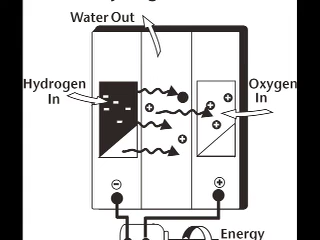 Water Out
Hydrogen
In
Oxygen
In
Energy